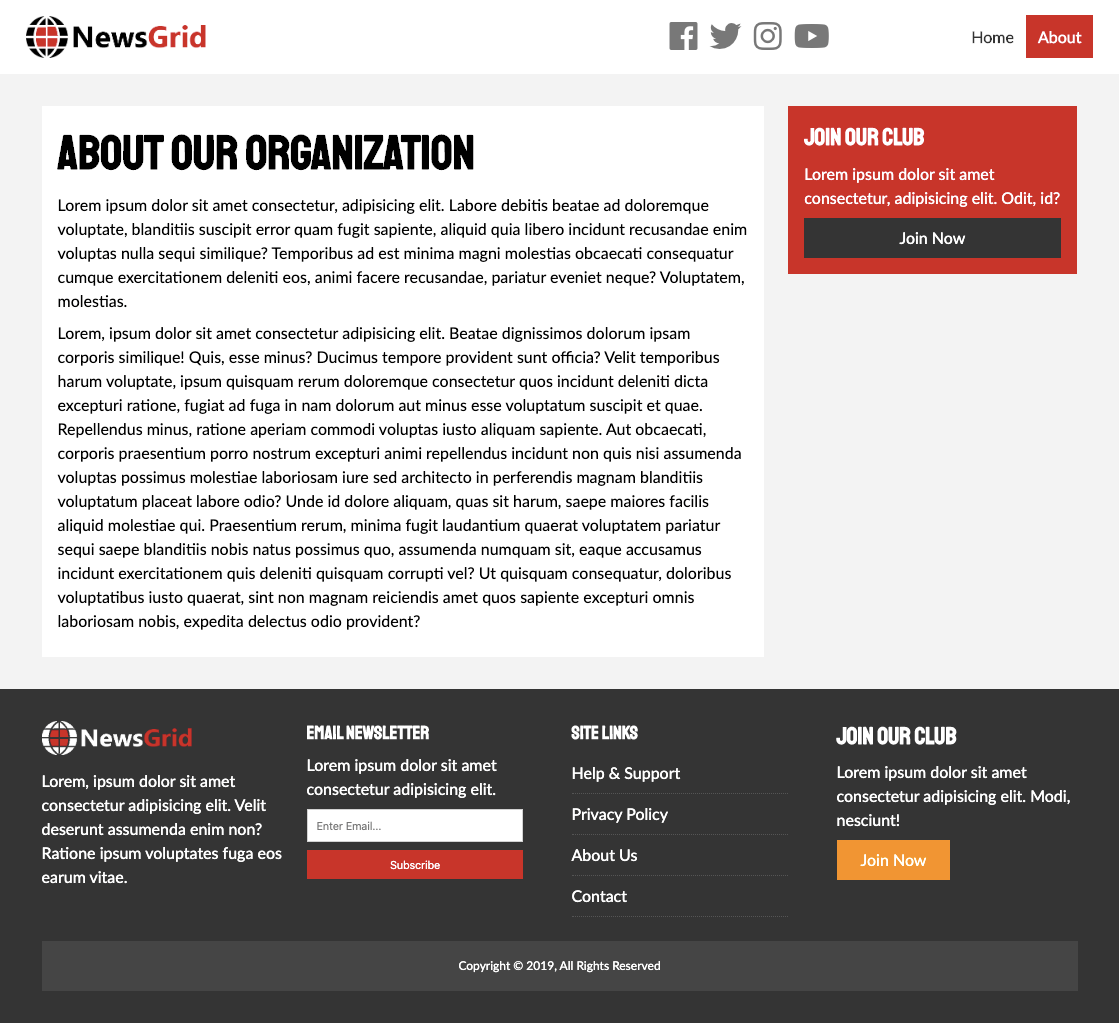 NewsGrid
Home
About
ABOUT OUR ORGANIZATION
Lorem ipsum dolor sit amet consectetur, adipisicing elit. Labore debitis beatae ad doloremque
voluptate, blanditiis suscipit error quam fugit sapiente, aliquid quia libero incidunt recusandae enim
voluptas nulla sequi similique? Temporibus ad est minima magni molestias obcaecati consequatur
cumque exercitationem deleniti eos, animi facere recusandae, pariatur eveniet neque? Voluptatem,
molestias.
Lorem, ipsum dolor sit amet consectetur adipisicing elit. Beatae dignissimos dolorum ipsam
corporis similique! Quis, esse minus? Ducimus tempore provident sunt officia? Velit temporibus
harum voluptate, ipsum quisquam rerum doloremque consectetur quos incidunt deleniti dicta
excepturi ratione, fugiat ad fuga in nam dolorum aut minus esse voluptatum suscipit et quae.
Repellendus minus, ratione aperiam commodi voluptas iusto aliquam sapiente. Aut obcaecati,
corporis praesentium porro nostrum excepturi animi repellendus incidunt non quis nisi assumenda
voluptas possimus molestiae laboriosam iure sed architecto in perferendis magnam blanditiis
voluptatum placeat labore odio? Unde id dolore aliquam, quas sit harum, saepe maiores facilis
aliquid molestiae qui. Praesentium rerum, minima fugit laudantium quaerat voluptatem pariatur
sequi saepe blanditiis nobis natus possimus quo, assumenda numquam sit, eaque accusamus
incidunt exercitationem quis deleniti quisquam corrupti vel? Ut quisquam consequatur, doloribus
voluptatibus iusto quaerat, sint non magnam reiciendis amet quos sapiente excepturi omnis
laboriosam nobis, expedita delectus odio provident?
JOIN OUR CLUB
Lorem ipsum dolor sit amet
consectetur, adipisicing elit. Odit, id?
Join Now
NewsGrid
Lorem, ipsum dolor sit amet
consectetur adipisicing elit. Velit
deserunt assumenda enim non?
Ratione ipsum voluptates fuga eos
earum vitae.
EMAIL NEWSLETTER
Lorem ipsum dolor sit amet
consectetur adipisicing elit.
Enter Email...
Subscribe
SITE LINKS
Help & Support
Privacy Policy
About Us
Contact
JOIN OUR CLUB
Lorem ipsum dolor sit amet
consectetur adipisicing elit. Modi,
nesciunt!
Join Now
Copyright © 2019, All Rights Reserved